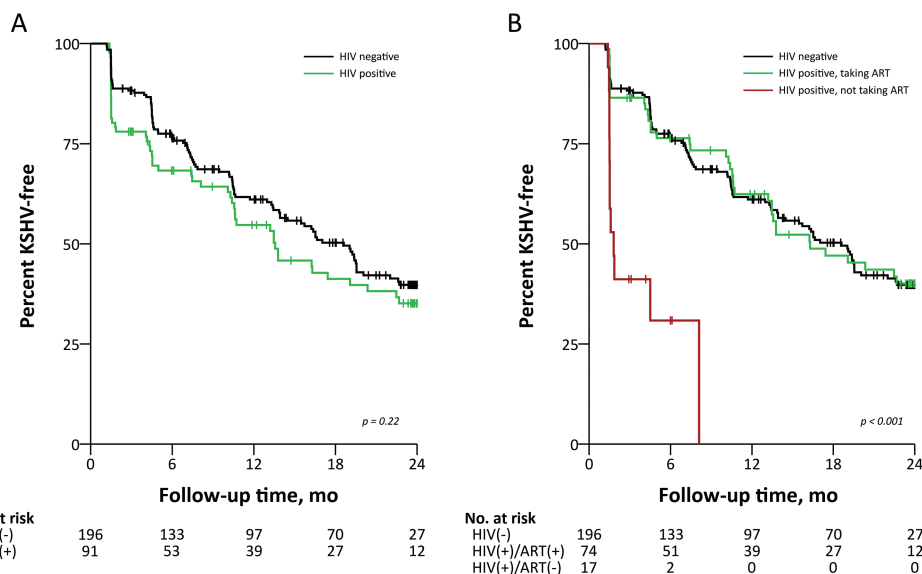 A
100
75
50
25
0
Percent KSHV-free
HIV negative
HIV positive
p = 0.22
0 6 12 18 24
Follow-up time, mo
t risk
(-) 196 133 97 70 27
(+) 91 53 39 27 12
B
100
75
50
25
0
Percent KSHV-free
HIV negative
HIV positive, taking ART
HIV positive, not taking ART
p < 0.001
0 6 12 18 24
Follow-up time, mo
No. at risk
HIV(-) 196 133 97 70 27
HIV(+)/ART(+) 74 51 39 27 12
HIV(+)/ART(-) 17 2 0 0 0